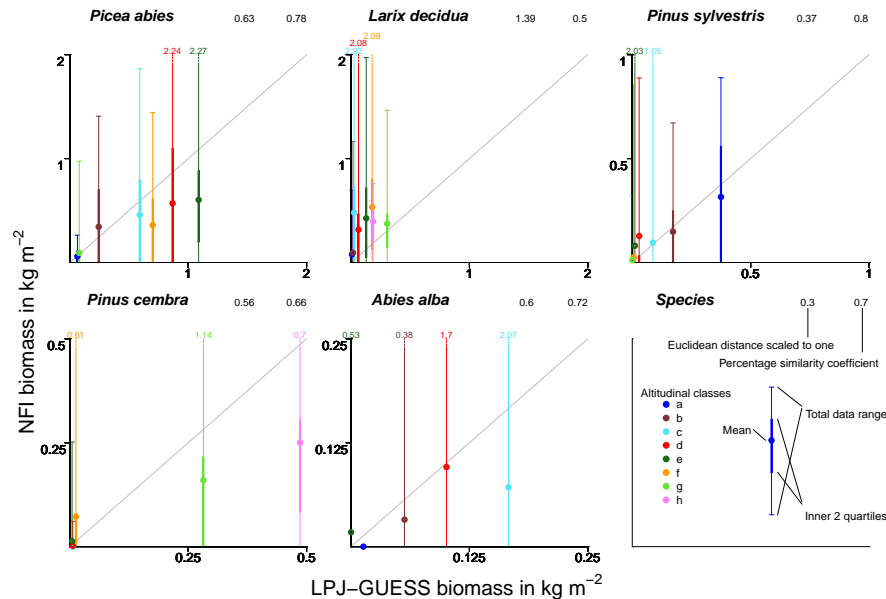 Picea abies 0.63 0.78
Larix decidua 1.39 0.5
Pinus sylvestris 0.37 0.8
2.24 2.27
2.92 2.08 2.09
2.03 1.05
2
1
1
2
2
1
1
2
1
0.5
0.5
1
Pinus cembra 0.56 0.66
Abies alba 0.6 0.72
Species 0.3 0.7
0.61 1.14 0.7
0.53 0.38 1.7 2.07
0.5
0.25
0.25
0.5
0.25
0.125
0.125
0.25
Euclidean distance scaled to one
Percentage similarity coefficient
Altitudinal classes
a
b
c
d
e
f
g
h
Mean
Total data range
Inner 2 quartiles
NFI biomass in kg m−2
LPJ−GUESS biomass in kg m−2